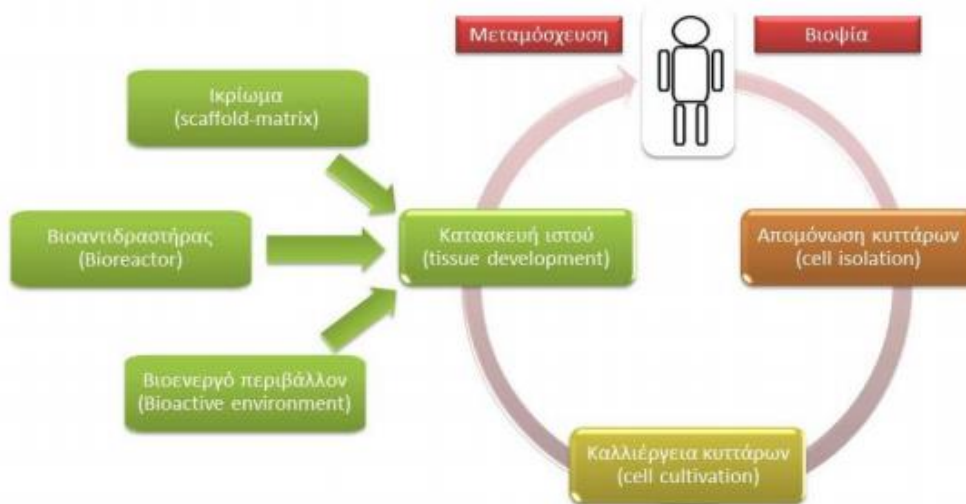 Μεταμόσχευση
Βιοψία
Ικρίωμα
(scaffold-matrix)
Βιοαντιδραστήρας
(Bioreactor)
Κατασκευή ιστού
(tissue development)
Απομόνωση κυττάρων
(cell isolation)
Βιοενεργό περιβάλλον
(Bioactive environment)
Καλλιέργεια κυττάρων
(cell cultivation)